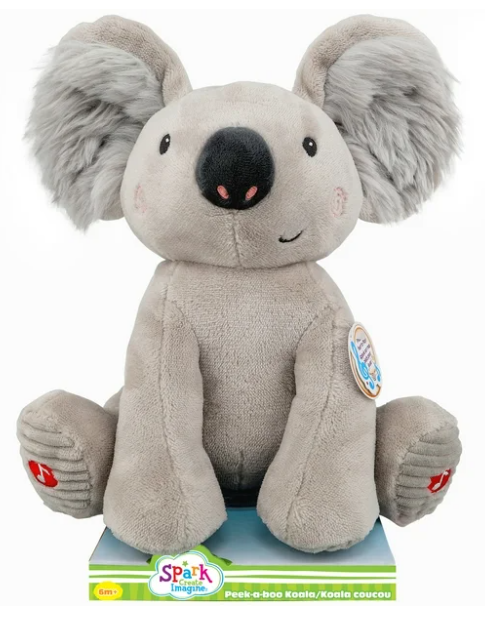 Spark
Create
Imagine.
6m+
Peek-a-boo Koala/Koala coucou